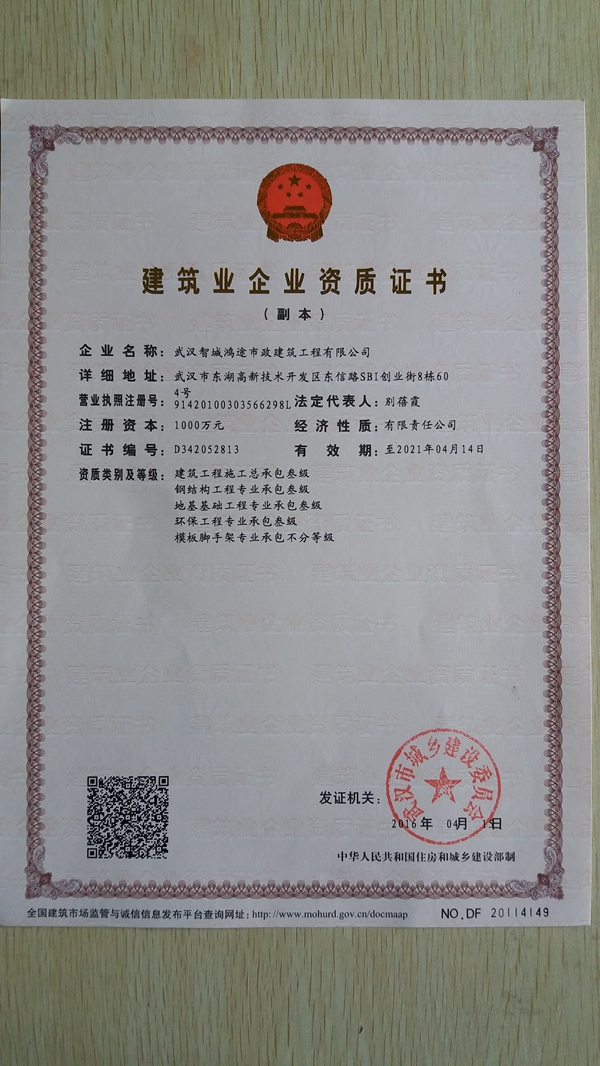 建筑业企业资质证书
（副本）
企业名称：武汉智城鸿途市政建筑工程有限公司
详细地址：武汉市东湖高新技术开发区东信路SBI创业街8栋60
4号
营业执照注册号：91420100303566298L 法定代表人：别蓓霞
注册资本：1000万元 经济性质：有限责任公司
证书编号：D342052813 有效期：至2021年04月14日
资质类别及等级：建筑工程施工总承包叁级
钢结构工程专业承包叁级
地基基础工程专业承包叁级
环保工程专业承包叁级
模板脚手架专业承包不分等级
武汉市城乡建设委员会
发证机关：
2016年 04月 15日
中华人民共和国住房和城乡建设部制
全国建筑市场监管与诚信信息发布平台查询网址：http://www.mohurd.gov.cn/docmaap
NO.DF 20114149